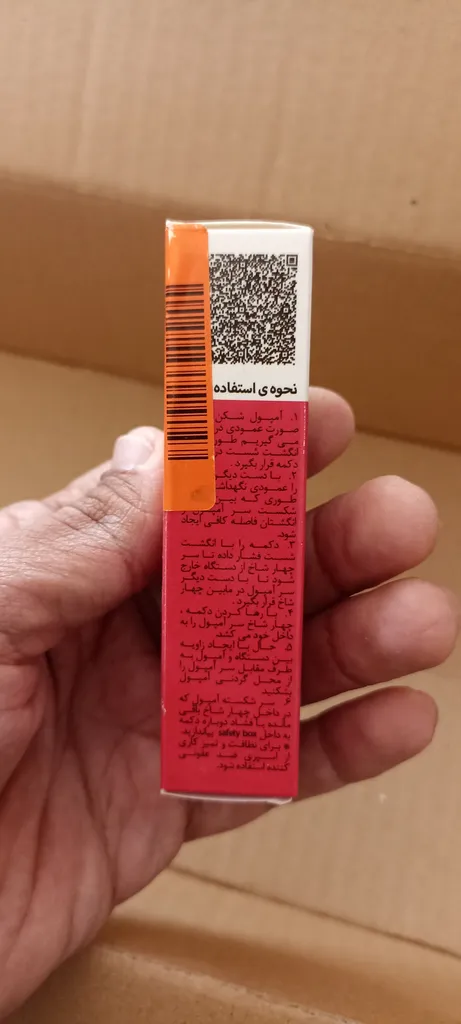 نحوه ی استفاده
۱. آمپول شکن
صورت عمودی در
می گیریم طور
انگشت شست در
دکمه قرار بگیرد.
۲. با دست دیگر
را عمودی نگهداشت
طوری که بین
شکست سر آمپول و
انگشتان فاصله کافی ایجاد
شود.
۳. دکمه را با انگشت
شست فشار داده تا سر
چهار شاخ از دستگاه خارج
شود تا با دست دیگر
سر آمپول در مابین چهار
شاخ قرار بگیرد.
۴. با رها کردن دکمه،
چهار شاخ سر آمپول را به
داخل خود می کشد.
۵. حال با ایجاد زاویه
بین دستگاه و آمپول به
طرف مقابل سر آمپول را
از محل گردنی آمپول
بشکنید.
۶. سر شکسته آمپول که
در داخل چهار شاخ باقی
مانده با فشار دوباره دکمه
به داخل safety box بیاندازید.
* برای نظافت و تمیز کاری
از اسپری ضد عفونی
کننده استفاده شود.